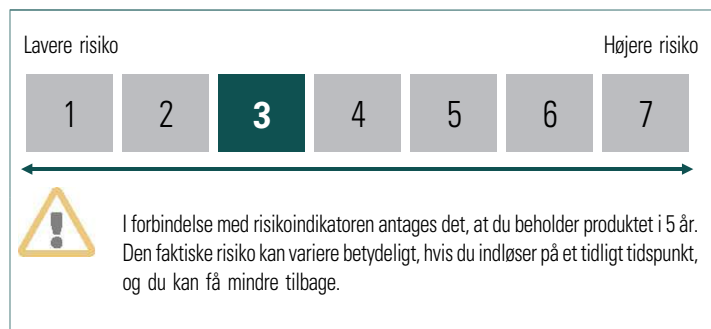 Lavere risiko Højere risiko
1 2 3 4 5 6 7
!
I forbindelse med risikoindikatoren antages det, at du beholder produktet i 5 år.
Den faktiske risiko kan variere betydeligt, hvis du indløser på et tidligt tidspunkt,
og du kan få mindre tilbage.